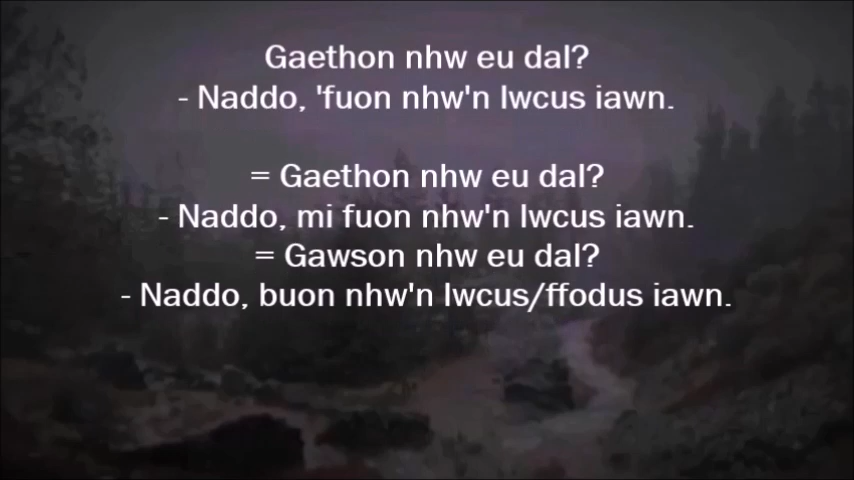 Gaethon nhw eu dal?
- Naddo, 'fuon nhw'n lwcus iawn.
= Gaethon nhw eu dal?
- Naddo, mi fuon nhw'n lwcus iawn.
= Gawson nhw eu dal?
- Naddo, buon nhw'n lwcus/ffodus iawn.